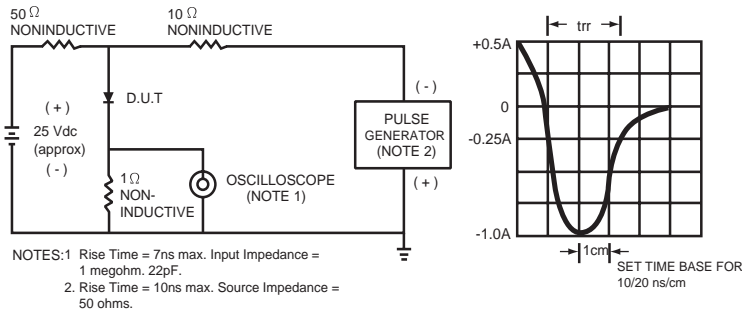 50 Ω
NONINDUCTIVE
10 Ω
NONINDUCTIVE
D.U.T
( + )
25 Vdc
(approx)
( - )
1 Ω
NON-
INDUCTIVE
OSCILLOSCOPE
(NOTE 1)
( - )
PULSE
GENERATOR
(NOTE 2)
( + )
trr
+0.5A
0
-0.25A
-1.0A
1cm
SET TIME BASE FOR
10/20 ns/cm
NOTES:1 Rise Time = 7ns max. Input Impedance =
1 megohm. 22pF.
2. Rise Time = 10ns max. Source Impedance =
50 ohms.